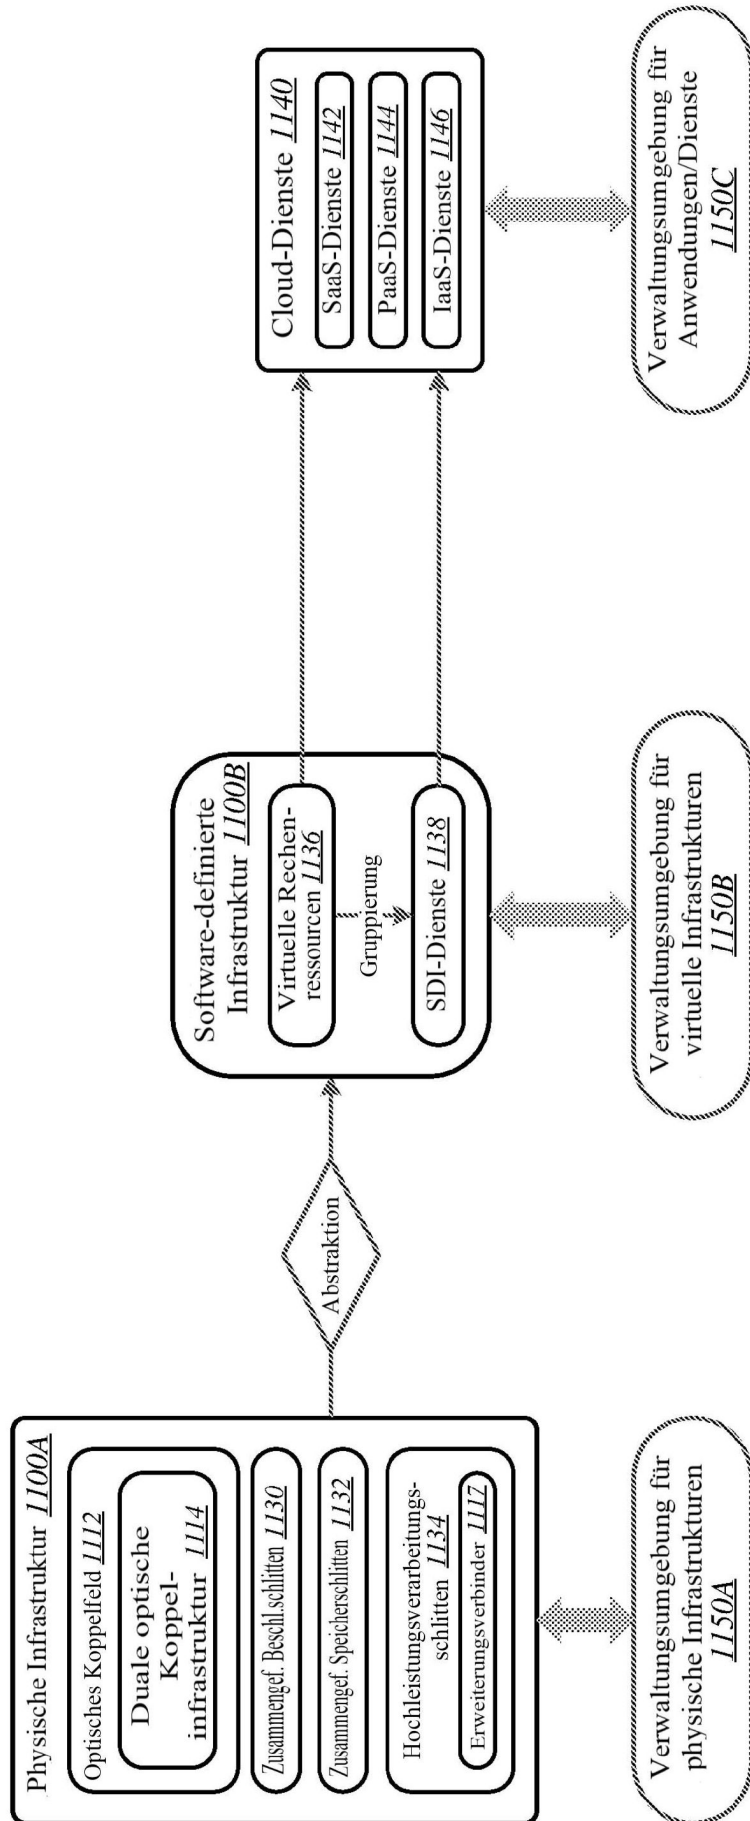 Physische Infrastruktur 1100A
Optisches Koppelfeld 1112
Duale optische
Koppel-
infrastruktur 1114
Zusammengef. Beschl.schlitten 1130
Zusammengef. Speicherschlitten 1132
Hochleistungsverarbeitungs-
schlitten 1134
Erweiterungsverbinder 1117
Verwaltungsumgebung für
physische Infrastrukturen
1150A
Abstraktion
Software-definierte
Infrastruktur 1100B
Virtuelle Rechen-
ressourcen 1136
Gruppierung
SDI-Dienste 1138
Verwaltungsumgebung für
virtuelle Infrastrukturen
1150B
Cloud-Dienste 1140
SaaS-Dienste 1142
PaaS-Dienste 1144
IaaS-Dienste 1146
Verwaltungsumgebung für
Anwendungen/Dienste
1150C